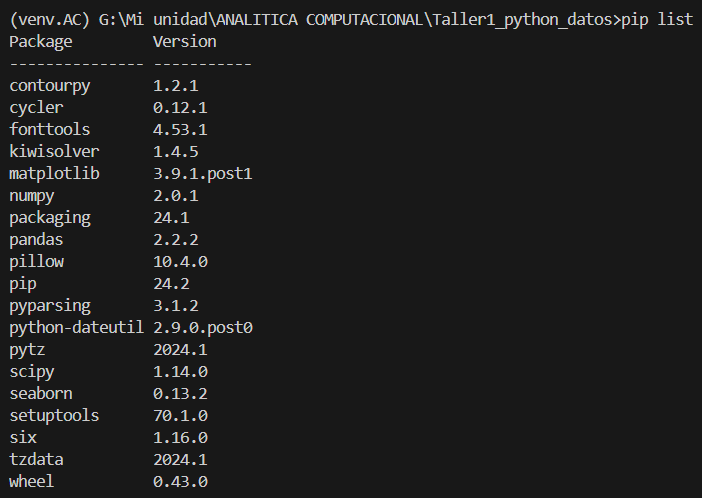 (venv.AC) G:\Mi unidad\ANALITICA COMPUTACIONAL\Taller1_python_datos>pip list
Package         Version
--------------- -----------
contourpy       1.2.1
cycler          0.12.1
fonttools       4.53.1
kiwisolver      1.4.5
matplotlib      3.9.1.post1
numpy           2.0.1
packaging       24.1
pandas          2.2.2
pillow          10.4.0
pip             24.2
pyparsing       3.1.2
python-dateutil 2.9.0.post0
pytz            2024.1
scipy           1.14.0
seaborn         0.13.2
setuptools      70.1.0
six             1.16.0
tzdata          2024.1
wheel           0.43.0